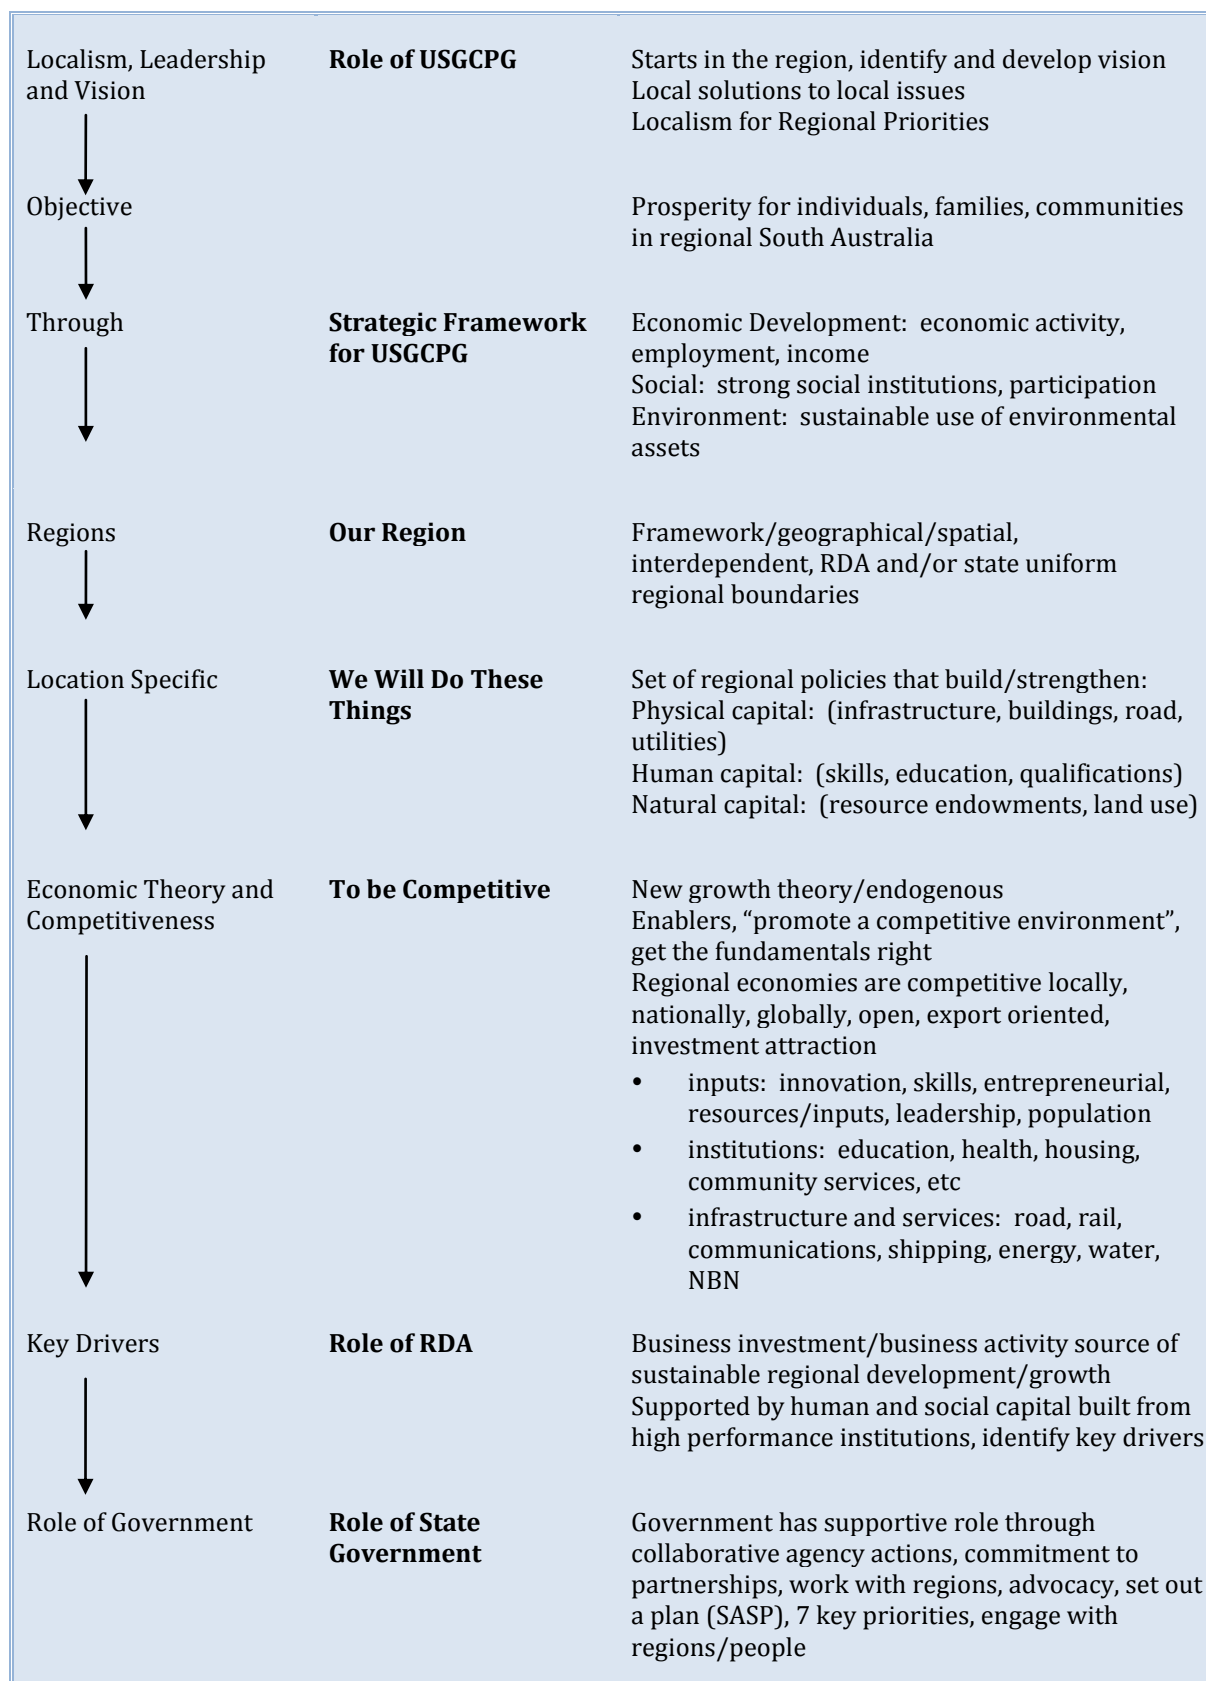 Localism, Leadership
and Vision
Role of USGCPG
Starts in the region, identify and develop vision
Local solutions to local issues
Localism for Regional Priorities
Objective
Prosperity for individuals, families, communities
in regional South Australia
Through
Strategic Framework
for USGCPG
Economic Development:  economic activity,
employment, income
Social:  strong social institutions, participation
Environment:  sustainable use of environmental
assets
Regions
Our Region
Framework/geographical/spatial,
interdependent, RDA and/or state uniform
regional boundaries
Location Specific
We Will Do These
Things
Set of regional policies that build/strengthen:
Physical capital:  (infrastructure, buildings, road,
utilities)
Human capital:  (skills, education, qualifications)
Natural capital:  (resource endowments, land use)
Economic Theory and
Competitiveness
To be Competitive
New growth theory/endogenous
Enablers, “promote a competitive environment”,
get the fundamentals right
Regional economies are competitive locally,
nationally, globally, open, export oriented,
investment attraction
• inputs:  innovation, skills, entrepreneurial,
resources/inputs, leadership, population
• institutions:  education, health, housing,
community services, etc
• infrastructure and services:  road, rail,
communications, shipping, energy, water,
NBN
Key Drivers
Role of RDA
Business investment/business activity source of
sustainable regional development/growth
Supported by human and social capital built from
high performance institutions, identify key drivers
Role of Government
Role of State
Government
Government has supportive role through
collaborative agency actions, commitment to
partnerships, work with regions, advocacy, set out
a plan (SASP), 7 key priorities, engage with
regions/people